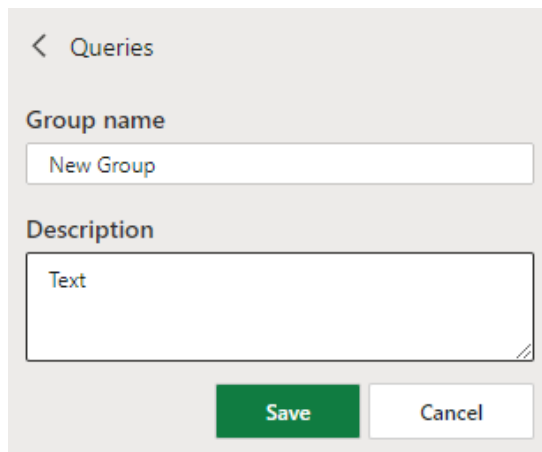 Queries
Group name
New Group
Description
Text
Save Cancel